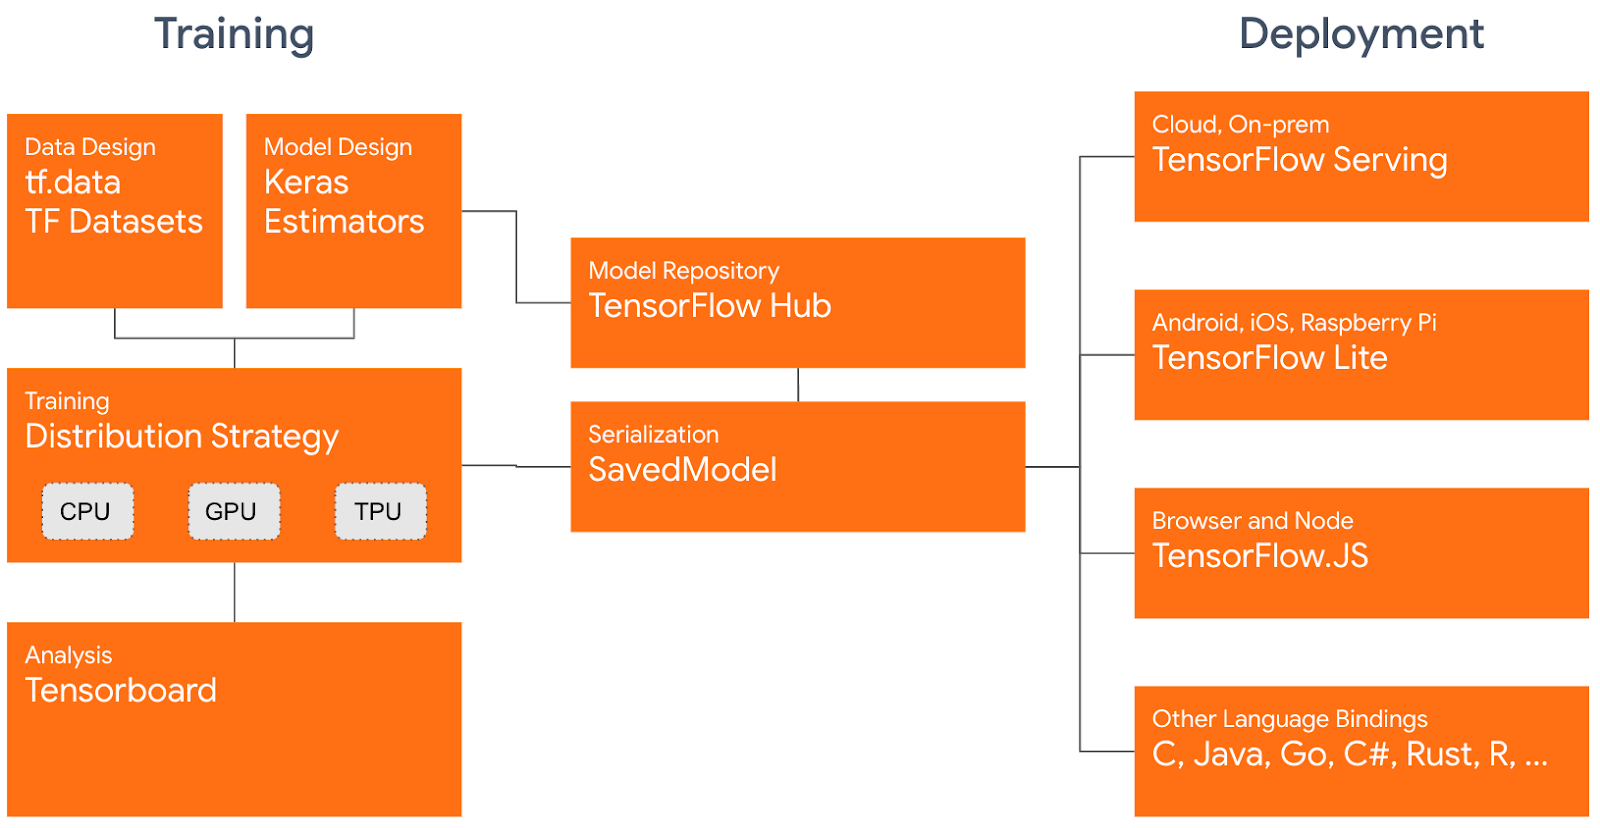 Training
Deployment
Data Design
tf.data
TF Datasets
Model Design
Keras
Estimators
Training
Distribution Strategy
CPU
GPU
TPU
Analysis
Tensorboard
Model Repository
TensorFlow Hub
Serialization
SavedModel
Cloud, On-prem
TensorFlow Serving
Android, iOS, Raspberry Pi
TensorFlow Lite
Browser and Node
TensorFlow.JS
Other Language Bindings
C, Java, Go, C#, Rust, R, ...